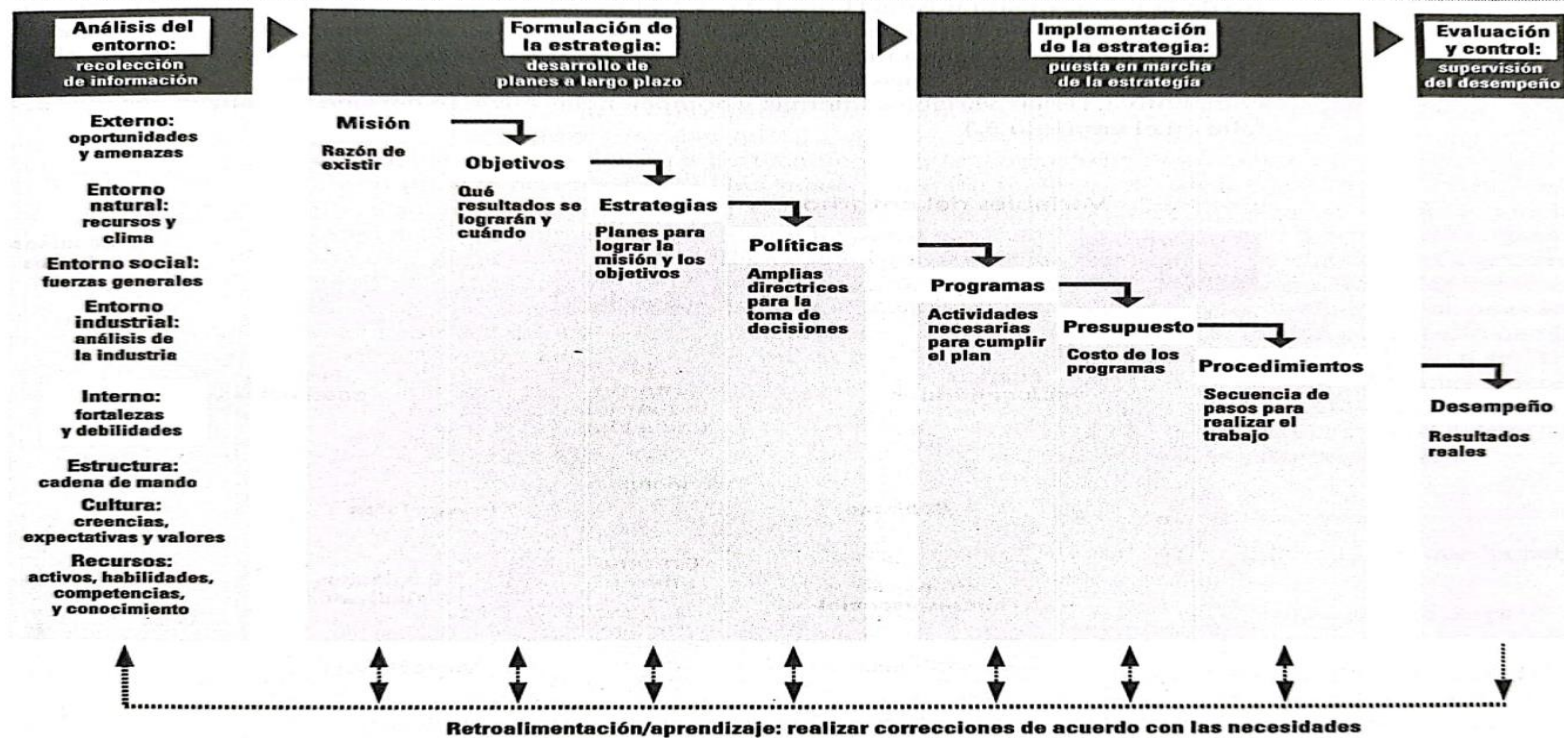 Análisis del
entorno:
recolección
de información
Formulación de
la estrategia:
desarrollo de
planes a largo plazo
Implementación
de la estrategia:
puesta en marcha
de la estrategia
Evaluación
y control:
supervisión
del desempeño
Externo:
oportunidades
y amenazas
Entorno
natural:
recursos y
clima
Entorno social:
fuerzas generales
Entorno
industrial:
análisis de
la industria
Interno:
fortalezas
y debilidades
Estructura:
cadena de mando
Cultura:
creencias,
expectativas y valores
Recursos:
activos, habilidades,
competencias,
y conocimiento
Misión
Razón de
existir
Objetivos
Qué
resultados se
lograrán y
cuándo
Estrategias
Planes para
lograr la
misión y los
objetivos
Políticas
Amplias
directrices
para la
toma de
decisiones
Programas
Actividades
necesarias
para cumplir
el plan
Presupuesto
Costo de los
programas
Procedimientos
Secuencia de
pasos para
realizar el
trabajo
Desempeño
Resultados
reales
Retroalimentación/aprendizaje: realizar correcciones de acuerdo con las necesidades